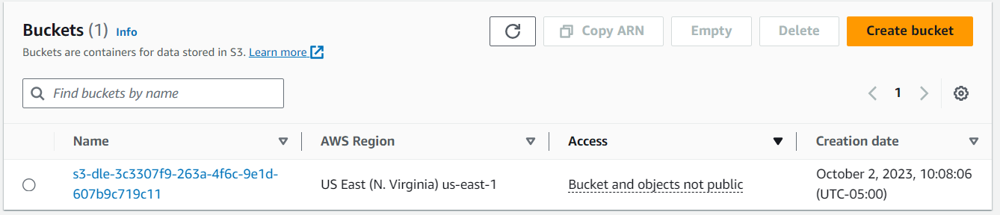 Buckets (1) Info
Copy ARN
Empty
Delete
Create bucket
Buckets are containers for data stored in S3. Learn more
Find buckets by name
1
Name
AWS Region
Access
Creation date
s3-dle-3c3307f9-263a-4f6c-9e1d-
607b9c719c11
US East (N. Virginia) us-east-1
Bucket and objects not public
October 2, 2023, 10:08:06
(UTC-05:00)